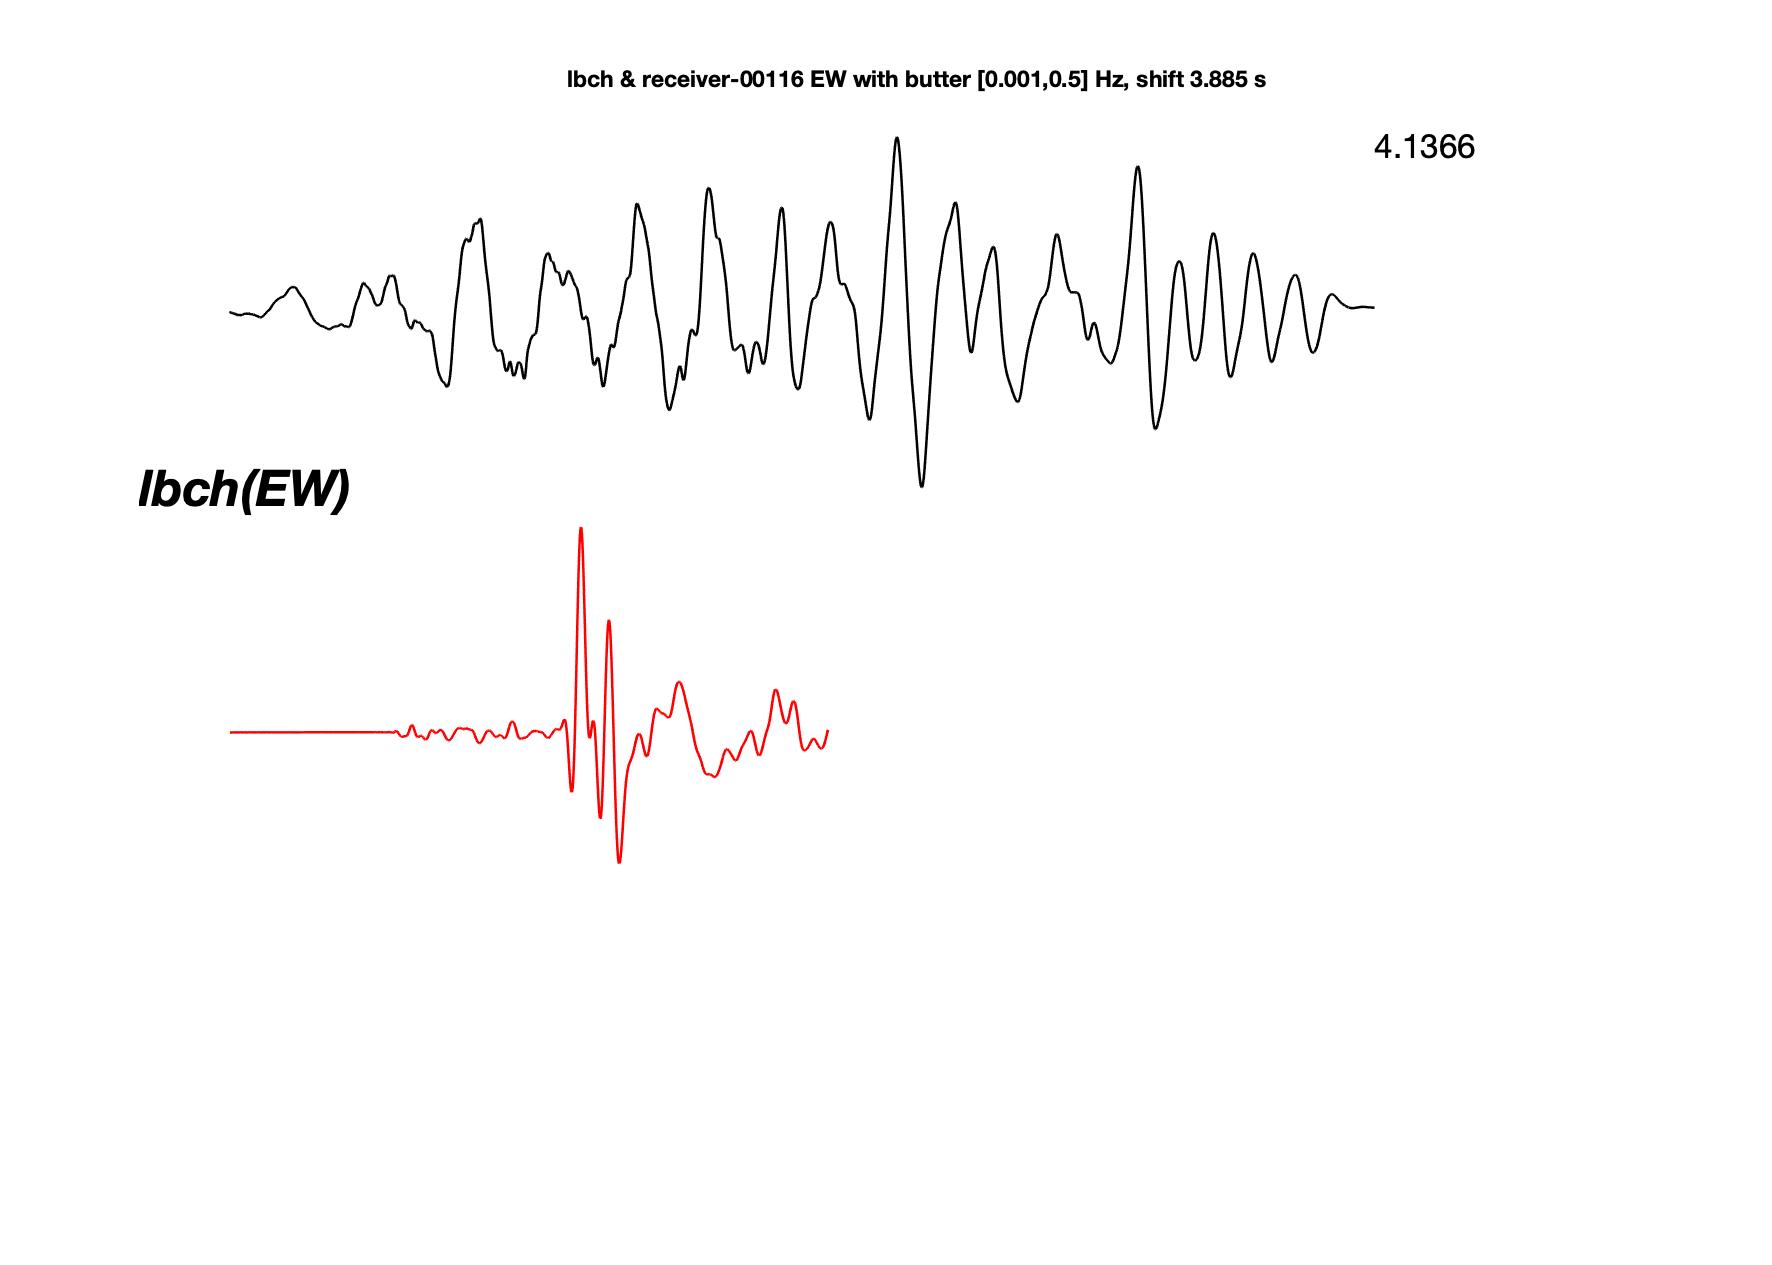 lbch & receiver-00116 EW with butter [0.001,0.5] Hz, shift 3.885 s
4.1366
lbch(EW)